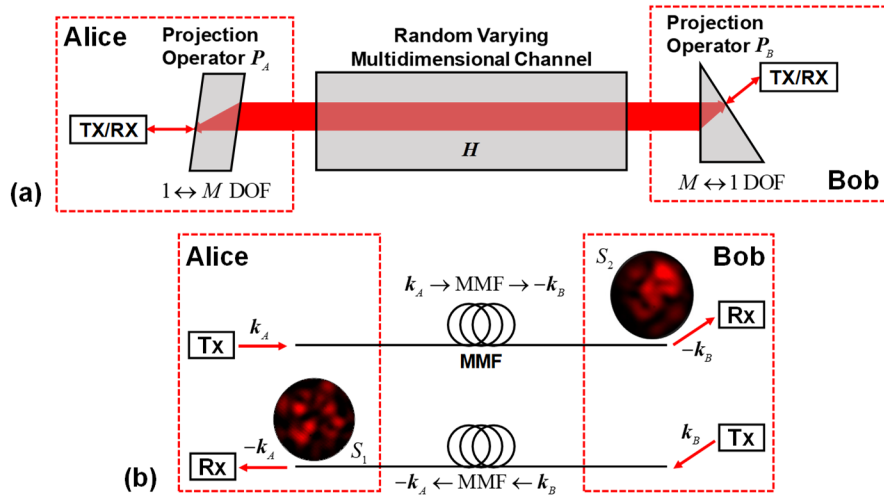 Alice
Projection
Operator P_A
Random Varying
Multidimensional Channel
Projection
Operator P_B
TX/RX
TX/RX
H
1 ↔ M DOF
M ↔ 1 DOF
Bob
(a)
Alice
Bob
k_A → MMF → −k_B
S_2
Tx
k_A
MMF
Rx
−k_B
Rx
−k_A
S_1
−k_A ← MMF ← k_B
k_B
Tx
(b)